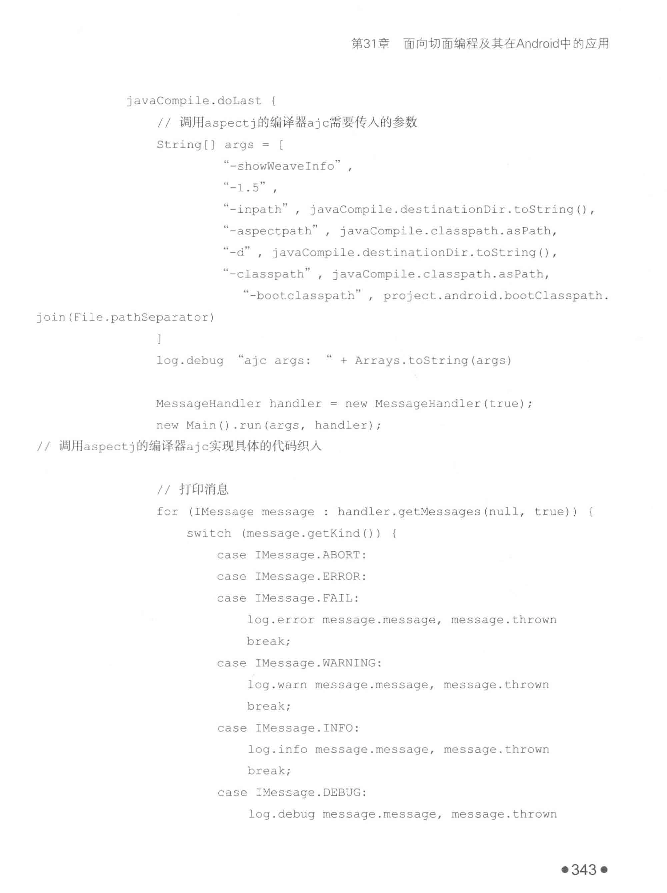 第31章 面向切面编程及其在Android中的应用
javaCompile.doLast {
// 调用aspectj的编译器ajc需要传人的参数
String[] args = [
“-showWeaveInfo” ,
“-1.5” ,
“-inpath” , javaCompile.destinationDir.toString(),
“-aspectpath” , javaCompile.classpath.asPath,
“-d” , javaCompile.destinationDir.toString(),
“-classpath” , javaCompile.classpath.asPath,
“-bootclasspath” , project.android.bootClasspath.
join(File.pathSeparator)
]
log.debug “ajc args: “ + Arrays.toString(args)
MessageHandler handler = new MessageHandler(true);
new Main().run(args, handler);
// 调用aspectj的编译器ajc实现具体的代码织人
// 打印消息
for (IMessage message : handler.getMessages(null, true)) {
switch (message.getKind()) {
case IMessage.ABORT:
case IMessage.ERROR:
case IMessage.FAIL:
log.error message.message, message.thrown
break;
case IMessage.WARNING:
log.warn message.message, message.thrown
break;
case IMessage.INFO:
log.info message.message, message.thrown
break;
case IMessage.DEBUG:
log.debug message.message, message.thrown
●343●